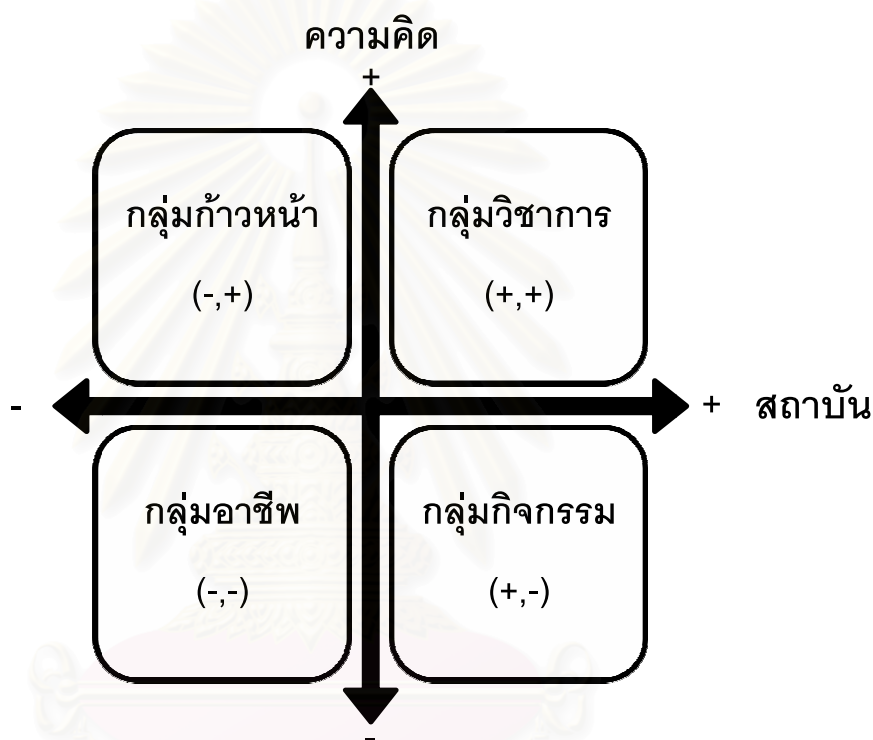 ความคิด
+
กลุ่มก้าวหน้า
(-,+)
กลุ่มวิชาการ
(+,+)
-
+ สถาบัน
กลุ่มอาชีพ
(-,-)
กลุ่มกิจกรรม
(+,-)
-